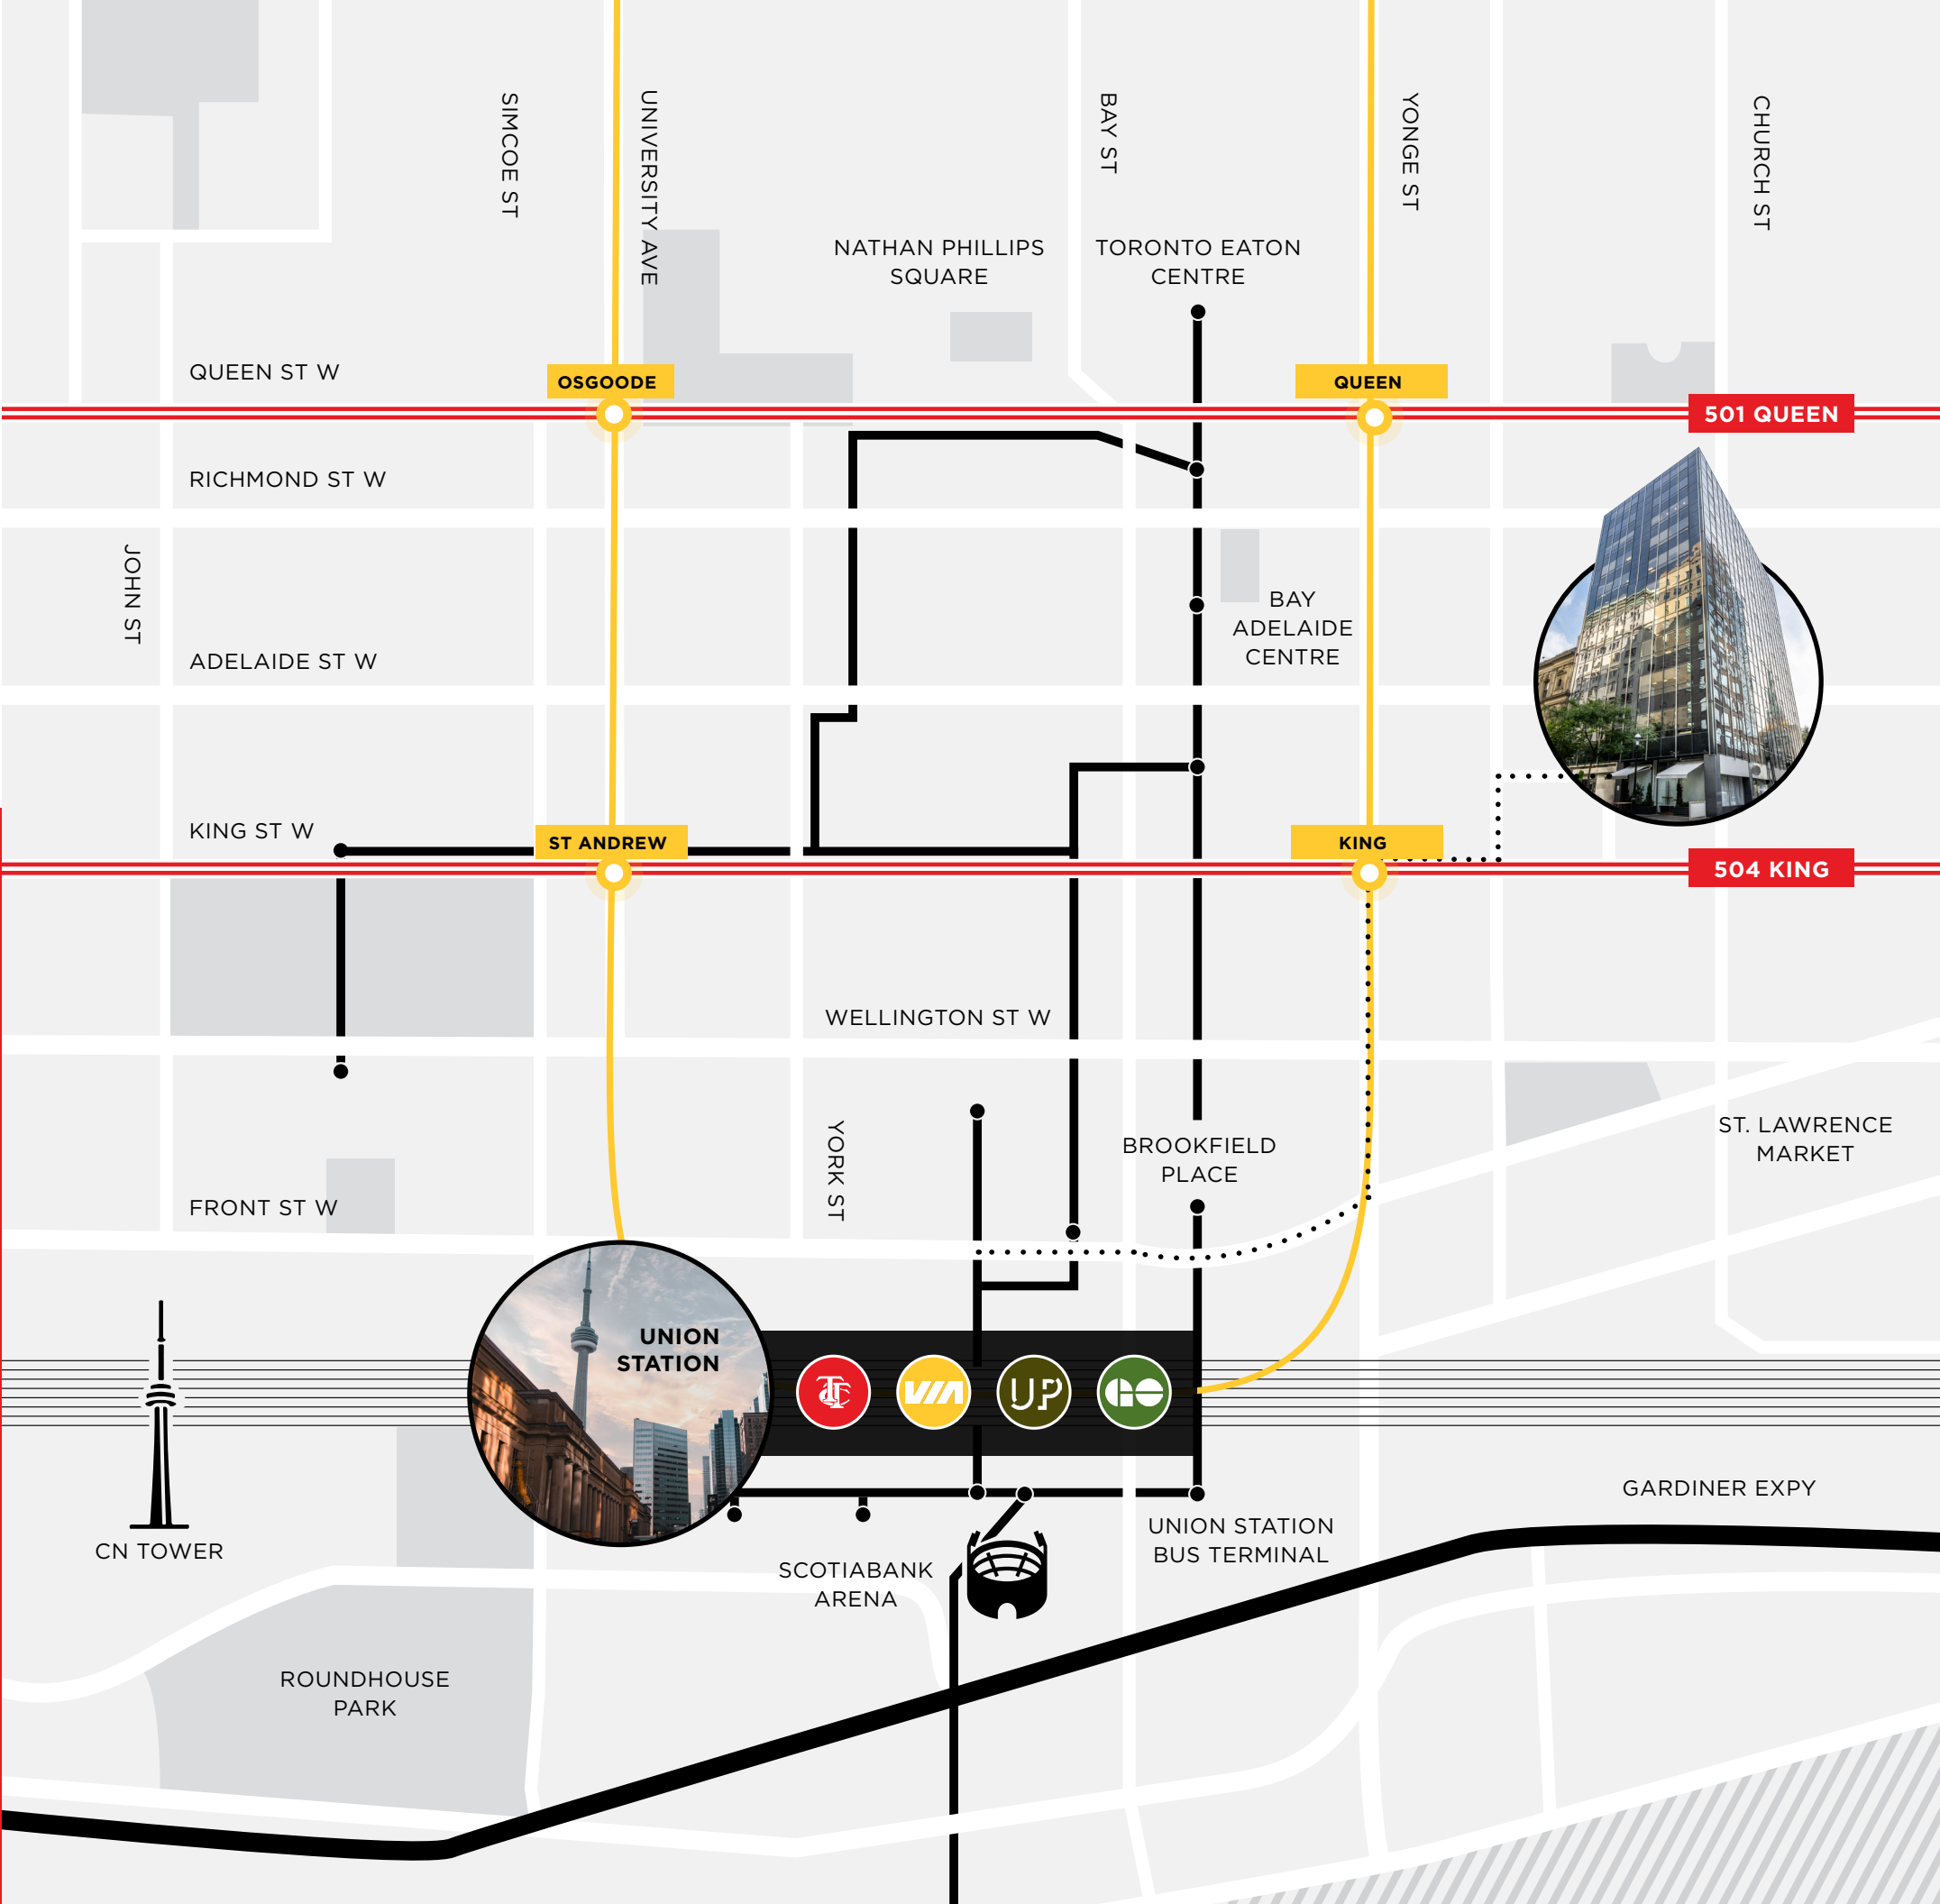 SIMCOE ST
UNIVERSITY AVE
BAY ST
YONGE ST
CHURCH ST
NATHAN PHILLIPS
SQUARE
TORONTO EATON
CENTRE
QUEEN ST W
OSGOODE
QUEEN
501 QUEEN
RICHMOND ST W
JOHN ST
BAY
ADELAIDE
CENTRE
ADELAIDE ST W
KING ST W
ST ANDREW
KING
504 KING
WELLINGTON ST W
YORK ST
BROOKFIELD
PLACE
ST. LAWRENCE
MARKET
FRONT ST W
UNION
STATION
TTC
VIA
UP
GO
GARDINER EXPY
CN TOWER
UNION STATION
BUS TERMINAL
SCOTIABANK
ARENA
ROUNDHOUSE
PARK